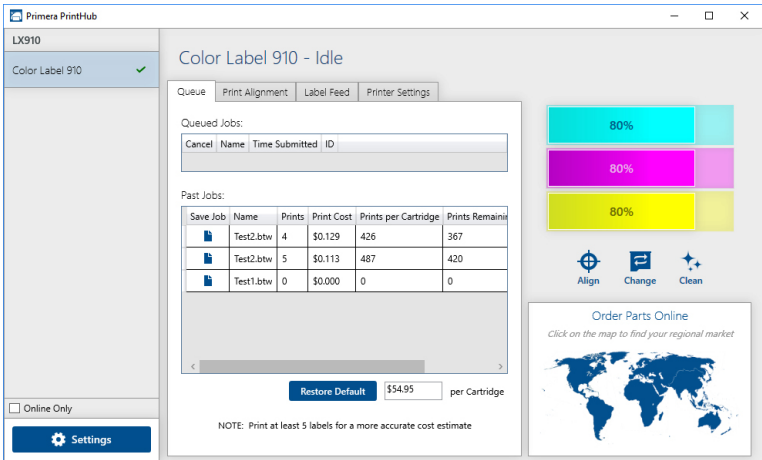 Primera PrintHub
LX910
Color Label 910
Online Only
Settings
Color Label 910 - Idle
Queue Print Alignment Label Feed Printer Settings
Queued Jobs:
Cancel Name Time Submitted ID
Past Jobs:
Save Job Name Prints Print Cost Prints per Cartridge Prints Remainin
Test2.btw 4 $0.129 426 367
Test2.btw 5 $0.113 487 420
Test1.btw 0 $0.000 0 0
Restore Default $54.95 per Cartridge
NOTE: Print at least 5 labels for a more accurate cost estimate
80%
80%
80%
Align Change Clean
Order Parts Online
Click on the map to find your regional market